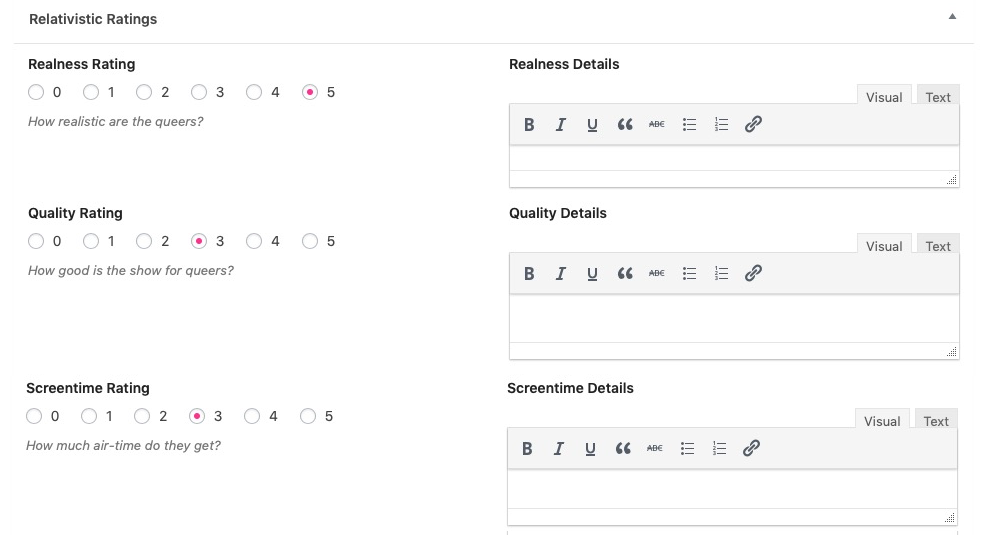 Relativistic Ratings
Realness Rating
0 1 2 3 4 5
How realistic are the queers?
Realness Details
Visual Text
B I U “ ABC
Quality Rating
0 1 2 3 4 5
How good is the show for queers?
Quality Details
Visual Text
B I U “ ABC
Screentime Rating
0 1 2 3 4 5
How much air-time do they get?
Screentime Details
Visual Text
B I U “ ABC